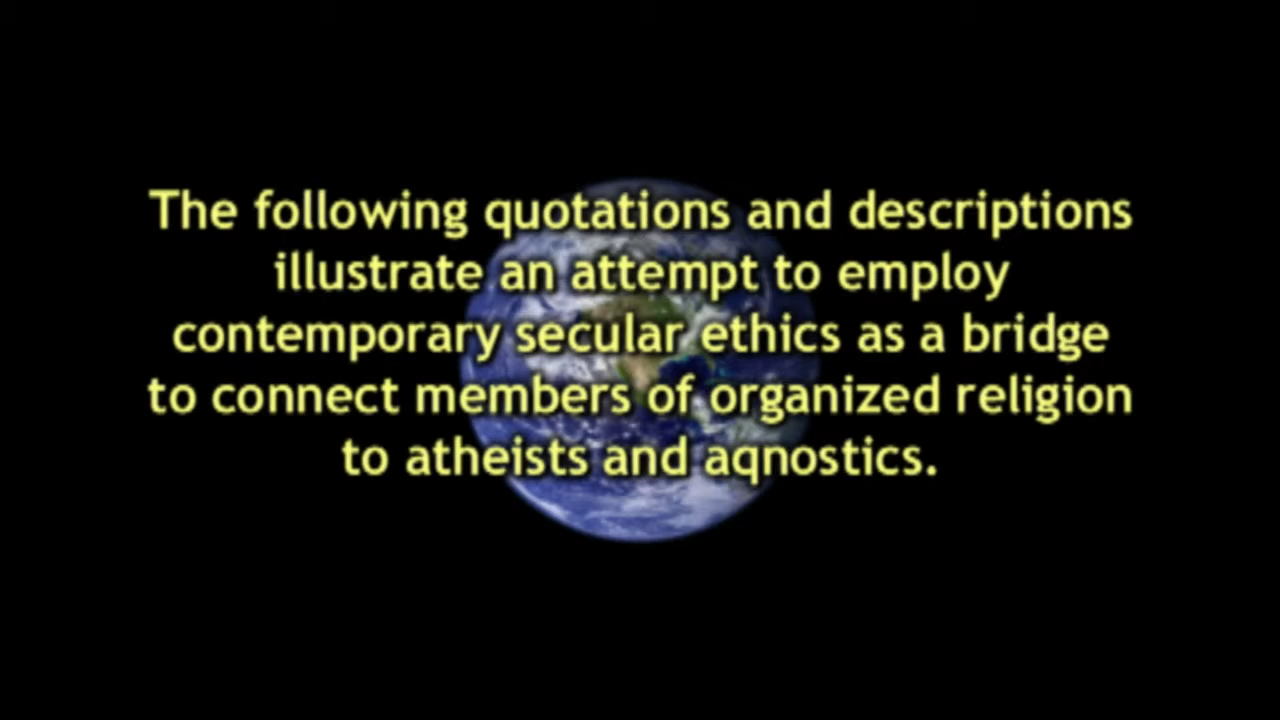 The following quotations and descriptions
illustrate an attempt to employ
contemporary secular ethics as a bridge
to connect members of organized religion
to atheists and aqnostics.